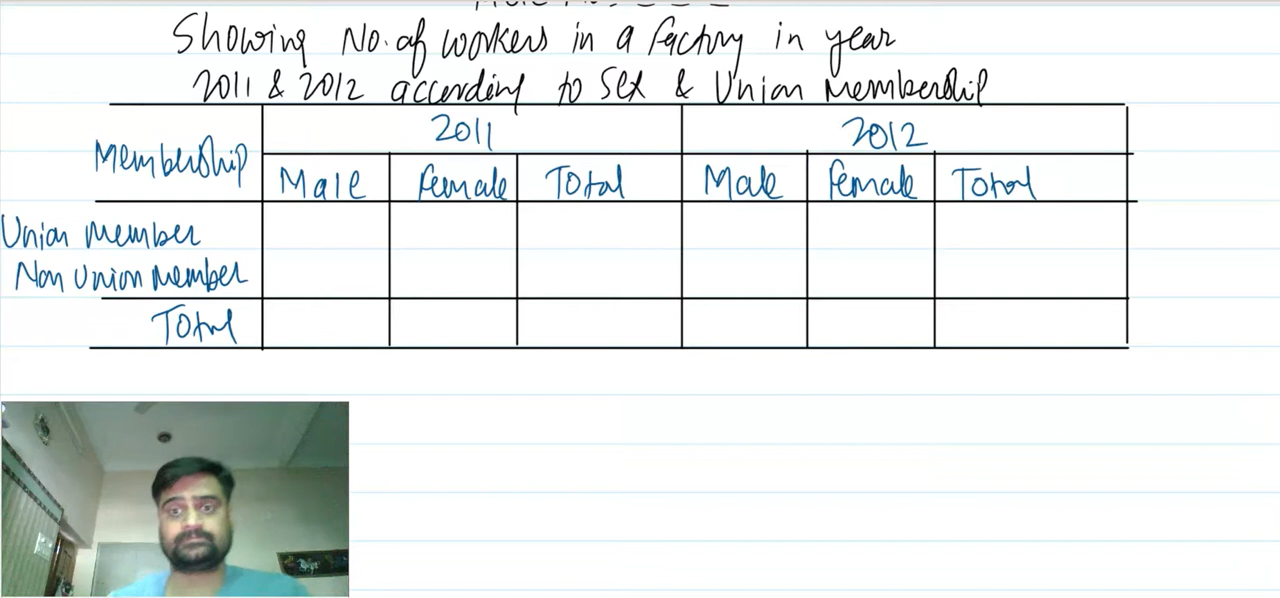 Showing No. of workers in a factory in year
2011 & 2012 according to Sex & Union Membership
Membership 2011 2012
Male Female Total Male Female Total
Union Member
Non Union Member
Total